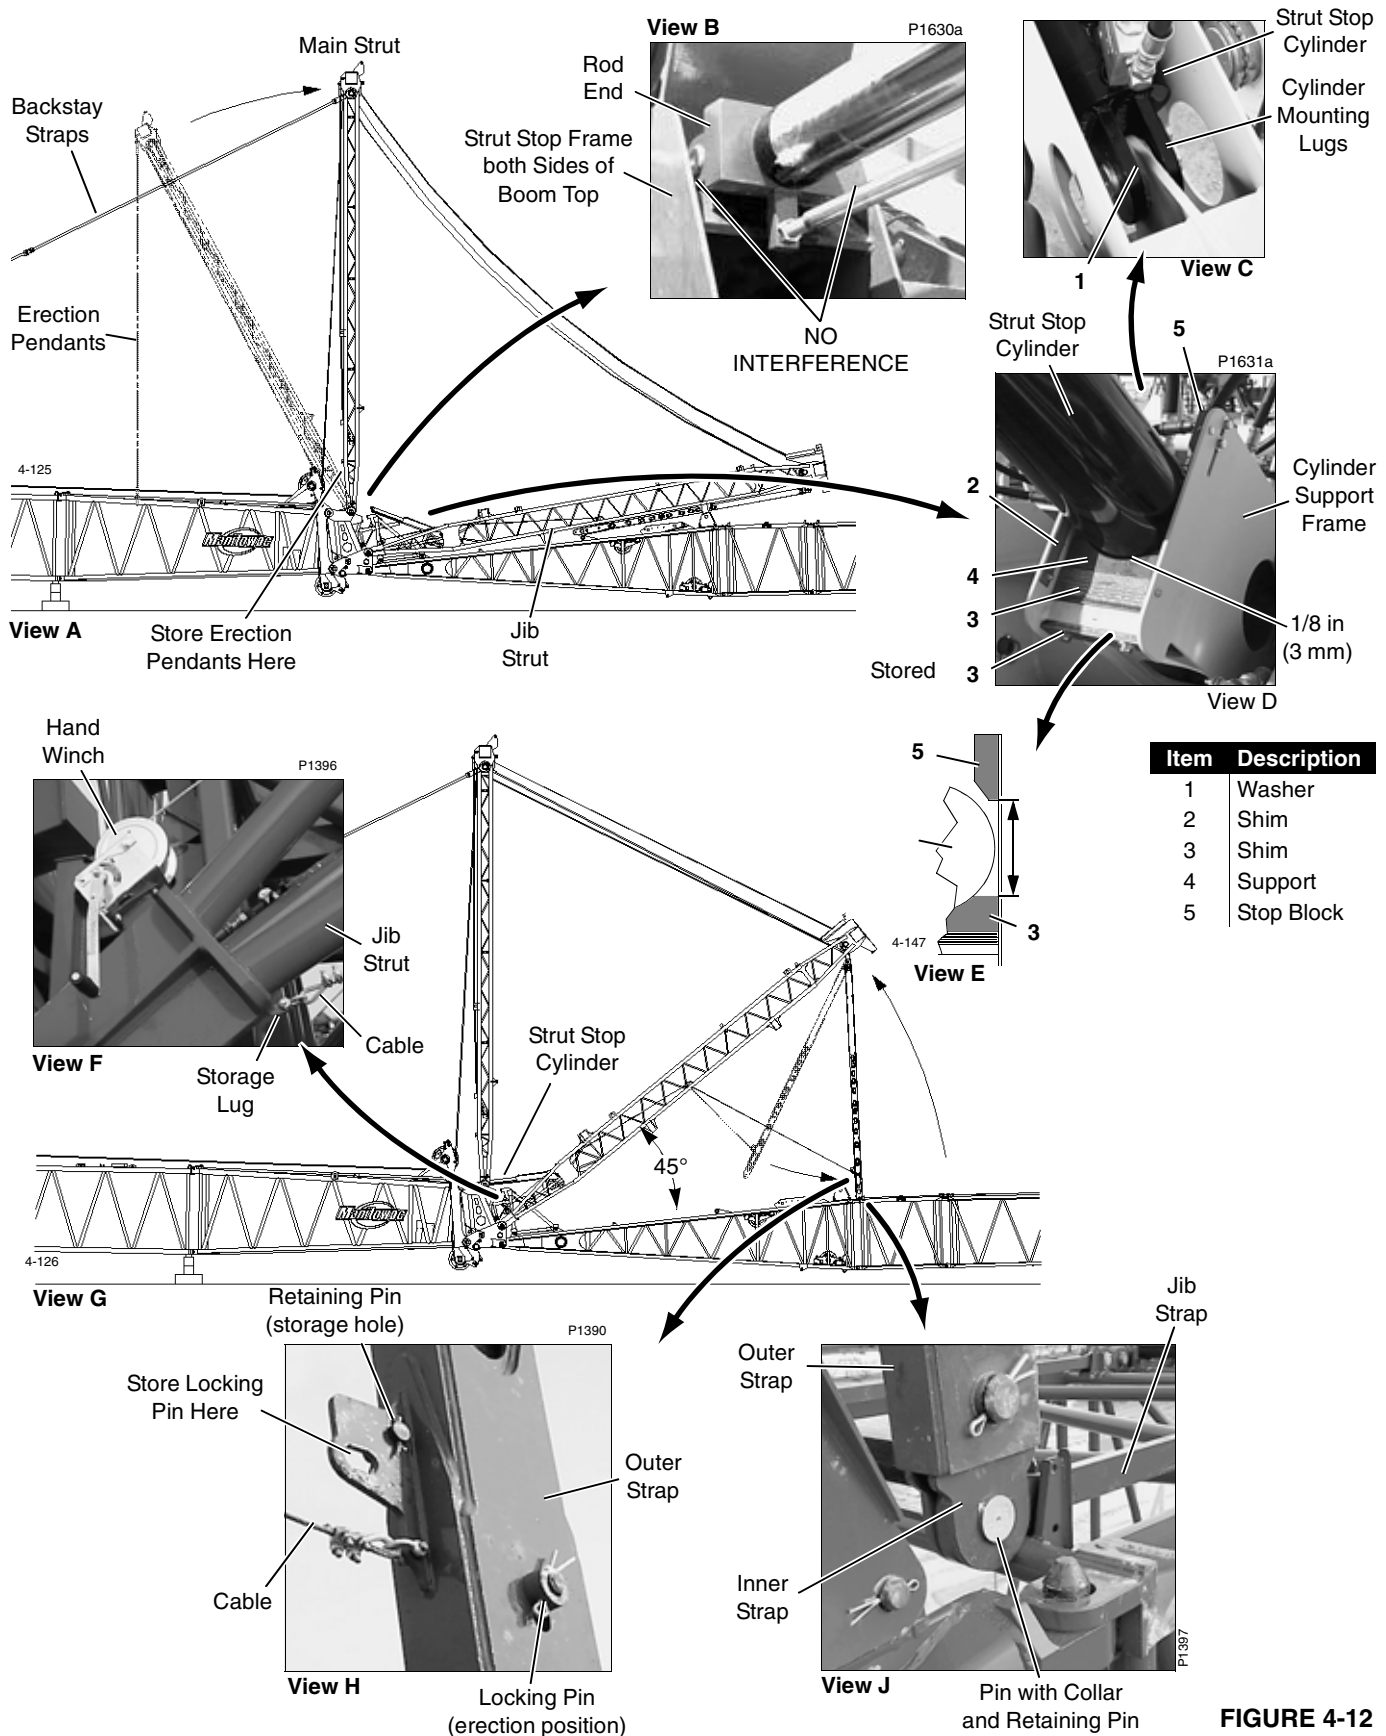 Main Strut
Backstay
Straps
Erection
Pendants
4-125
Manitowoc
View A
Store Erection
Pendants Here
Jib
Strut
View B
P1630a
Rod
End
Strut Stop Frame
both Sides of
Boom Top
NO
INTERFERENCE
Strut Stop
Cylinder
Cylinder
Mounting
Lugs
1
View C
Strut Stop
Cylinder
5
P1631a
2
Cylinder
Support
Frame
4
3
1/8 in
(3 mm)
Stored 3
View D
5
3
4-147
View E
Item Description
1 Washer
2 Shim
3 Shim
4 Support
5 Stop Block
Hand
Winch
P1396
Jib
Strut
Cable
View F
Storage
Lug
Strut Stop
Cylinder
45°
Manitowoc
4-126
View G
Retaining Pin
(storage hole)
P1390
Store Locking
Pin Here
Outer
Strap
Cable
View H
Locking Pin
(erection position)
Jib
Strap
Outer
Strap
Inner
Strap
P1397
View J
Pin with Collar
and Retaining Pin
FIGURE 4-12